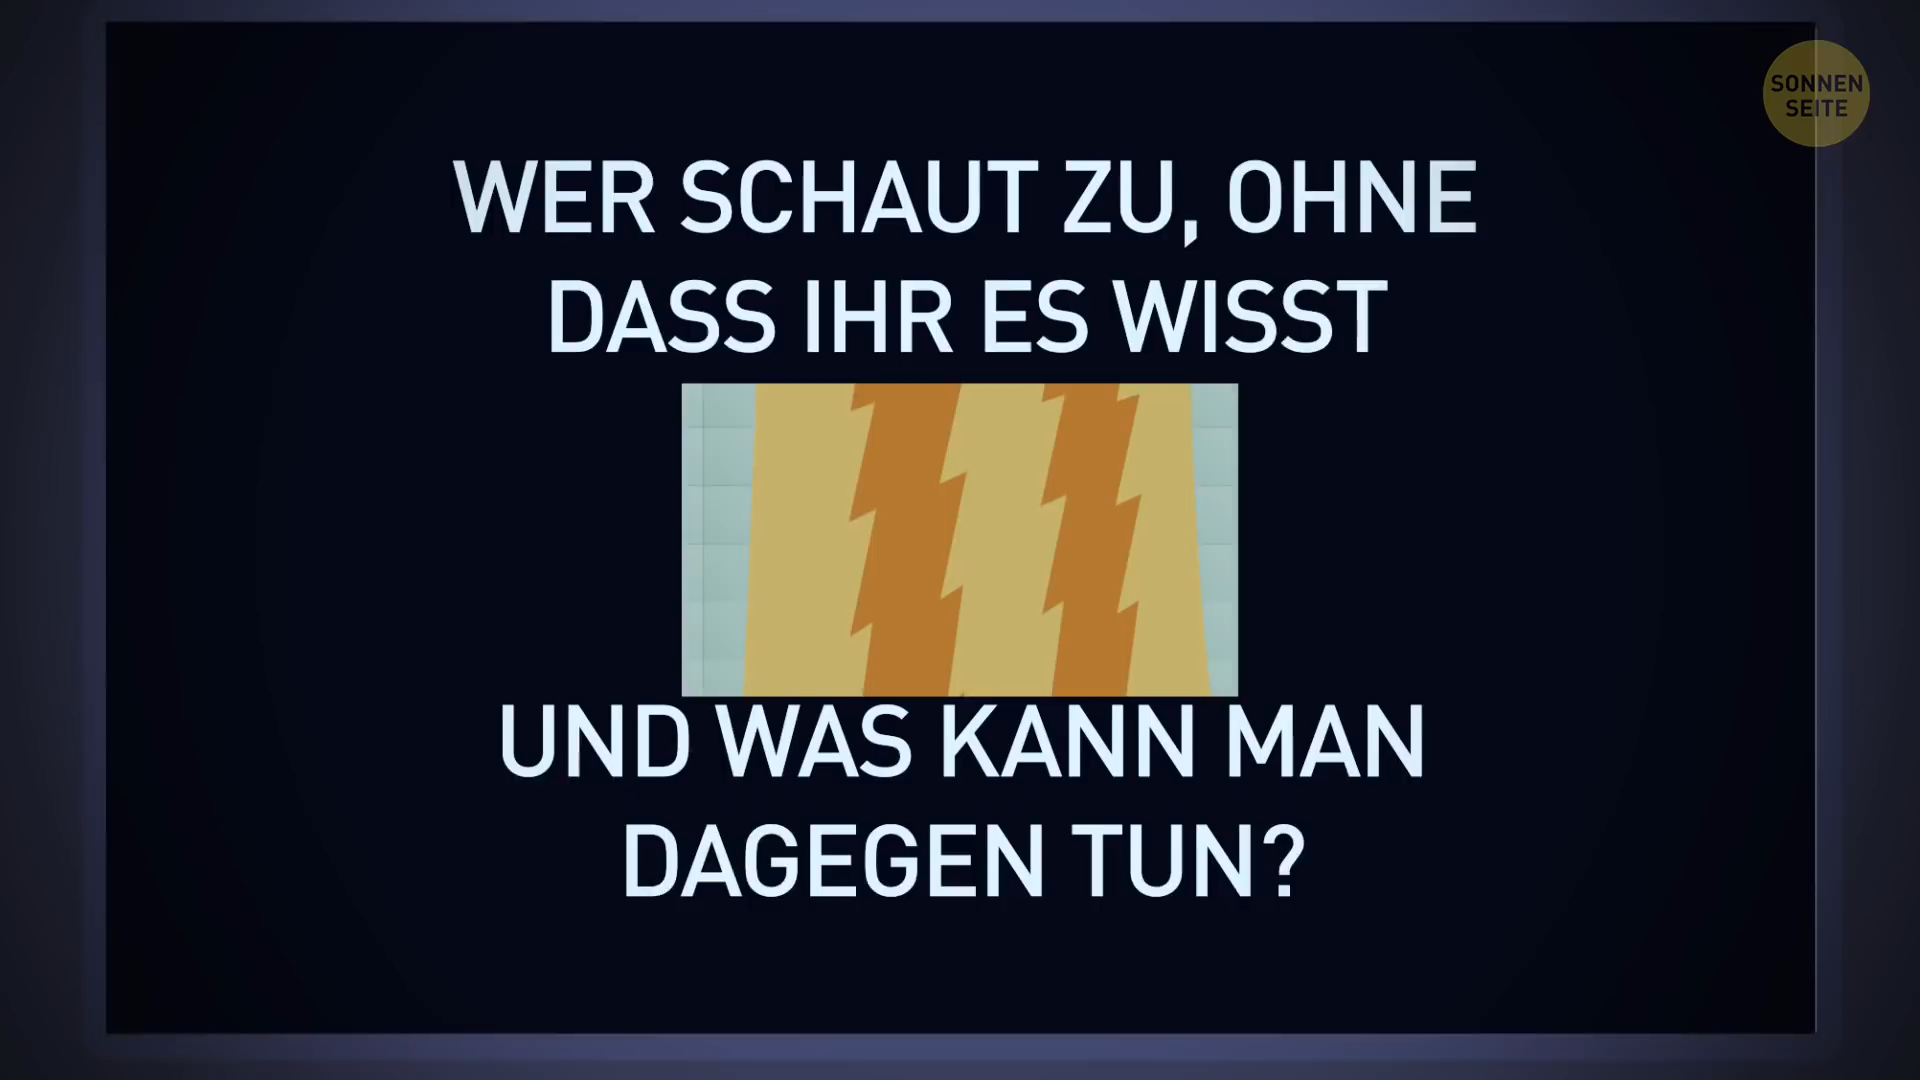 SONNEN
SEITE
WER SCHAUT ZU, OHNE
DASS IHR ES WISST
UND WAS KANN MAN
DAGEGEN TUN?